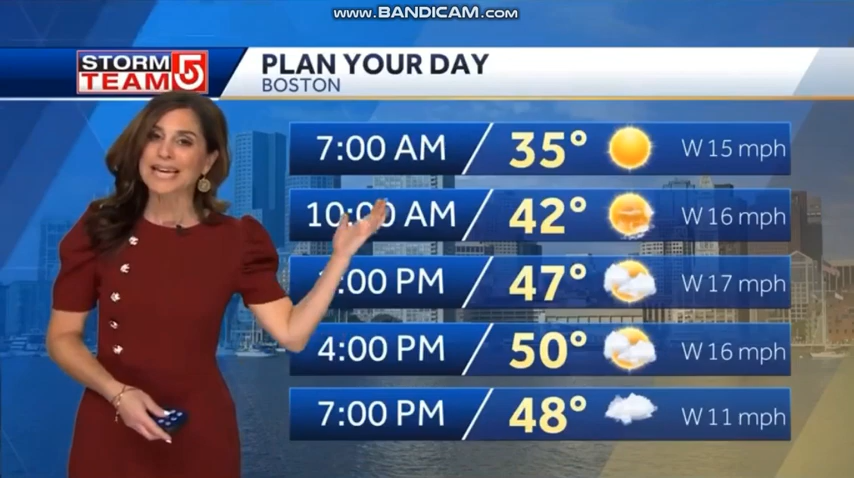 www.BANDICAM.com
STORM
TEAM 5
PLAN YOUR DAY
BOSTON
7:00 AM 35° W 15 mph
10:00 AM 42° W 16 mph
:00 PM 47° W 17 mph
4:00 PM 50° W 16 mph
7:00 PM 48° W 11 mph